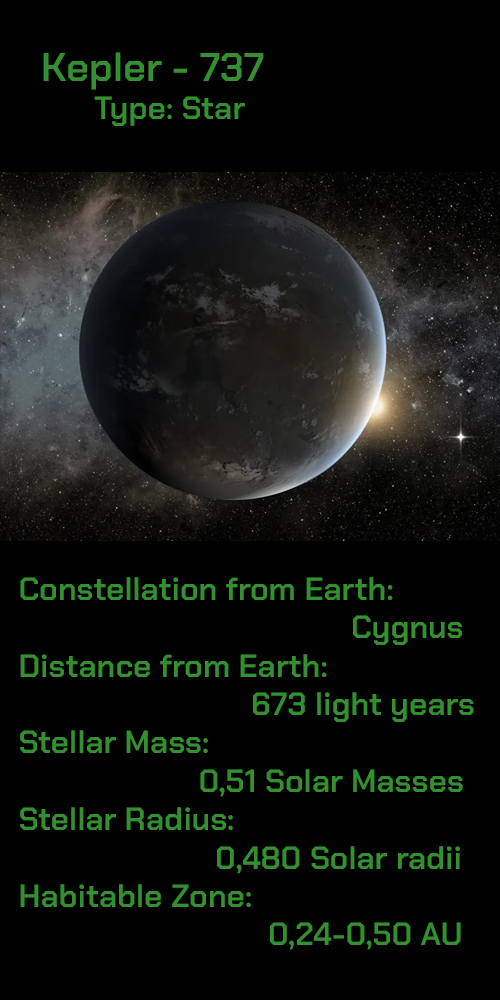 Kepler - 737
Type: Star
Constellation from Earth:
Cygnus
Distance from Earth:
673 light years
Stellar Mass:
0,51 Solar Masses
Stellar Radius:
0,480 Solar radii
Habitable Zone:
0,24-0,50 AU